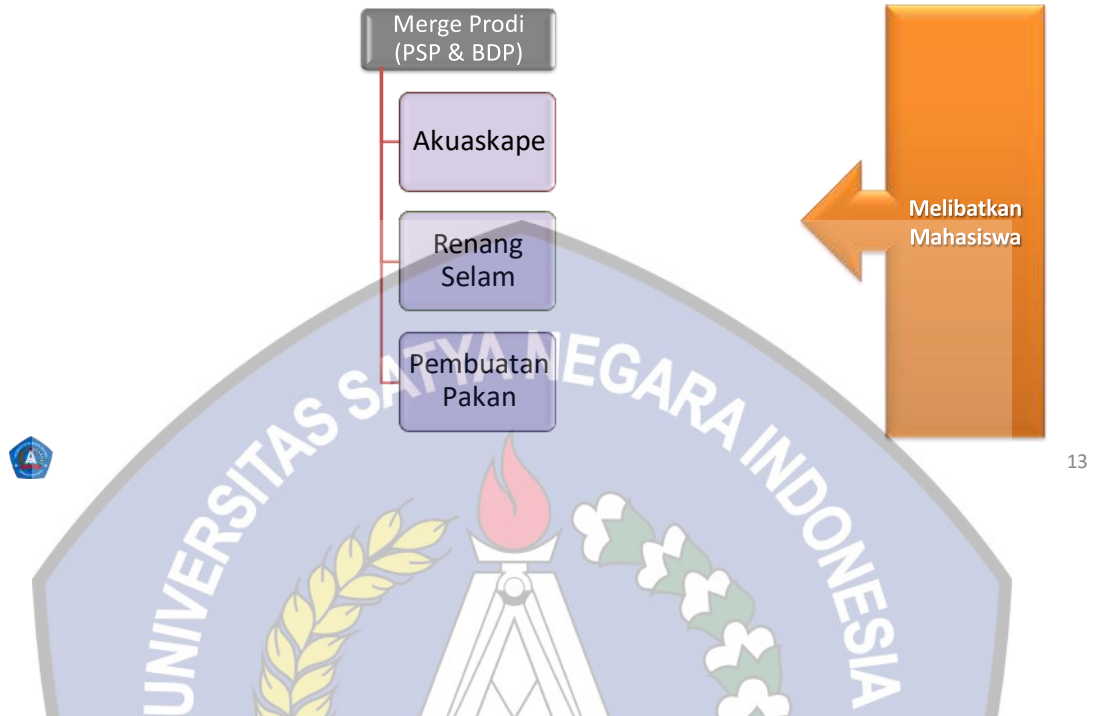 Merge Prodi
(PSP & BDP)
Akuaskape
Renang
Selam
Pembuatan
Pakan
Melibatkan
Mahasiswa
13
UNIVERSITAS SATYA NEGARA INDONESIA